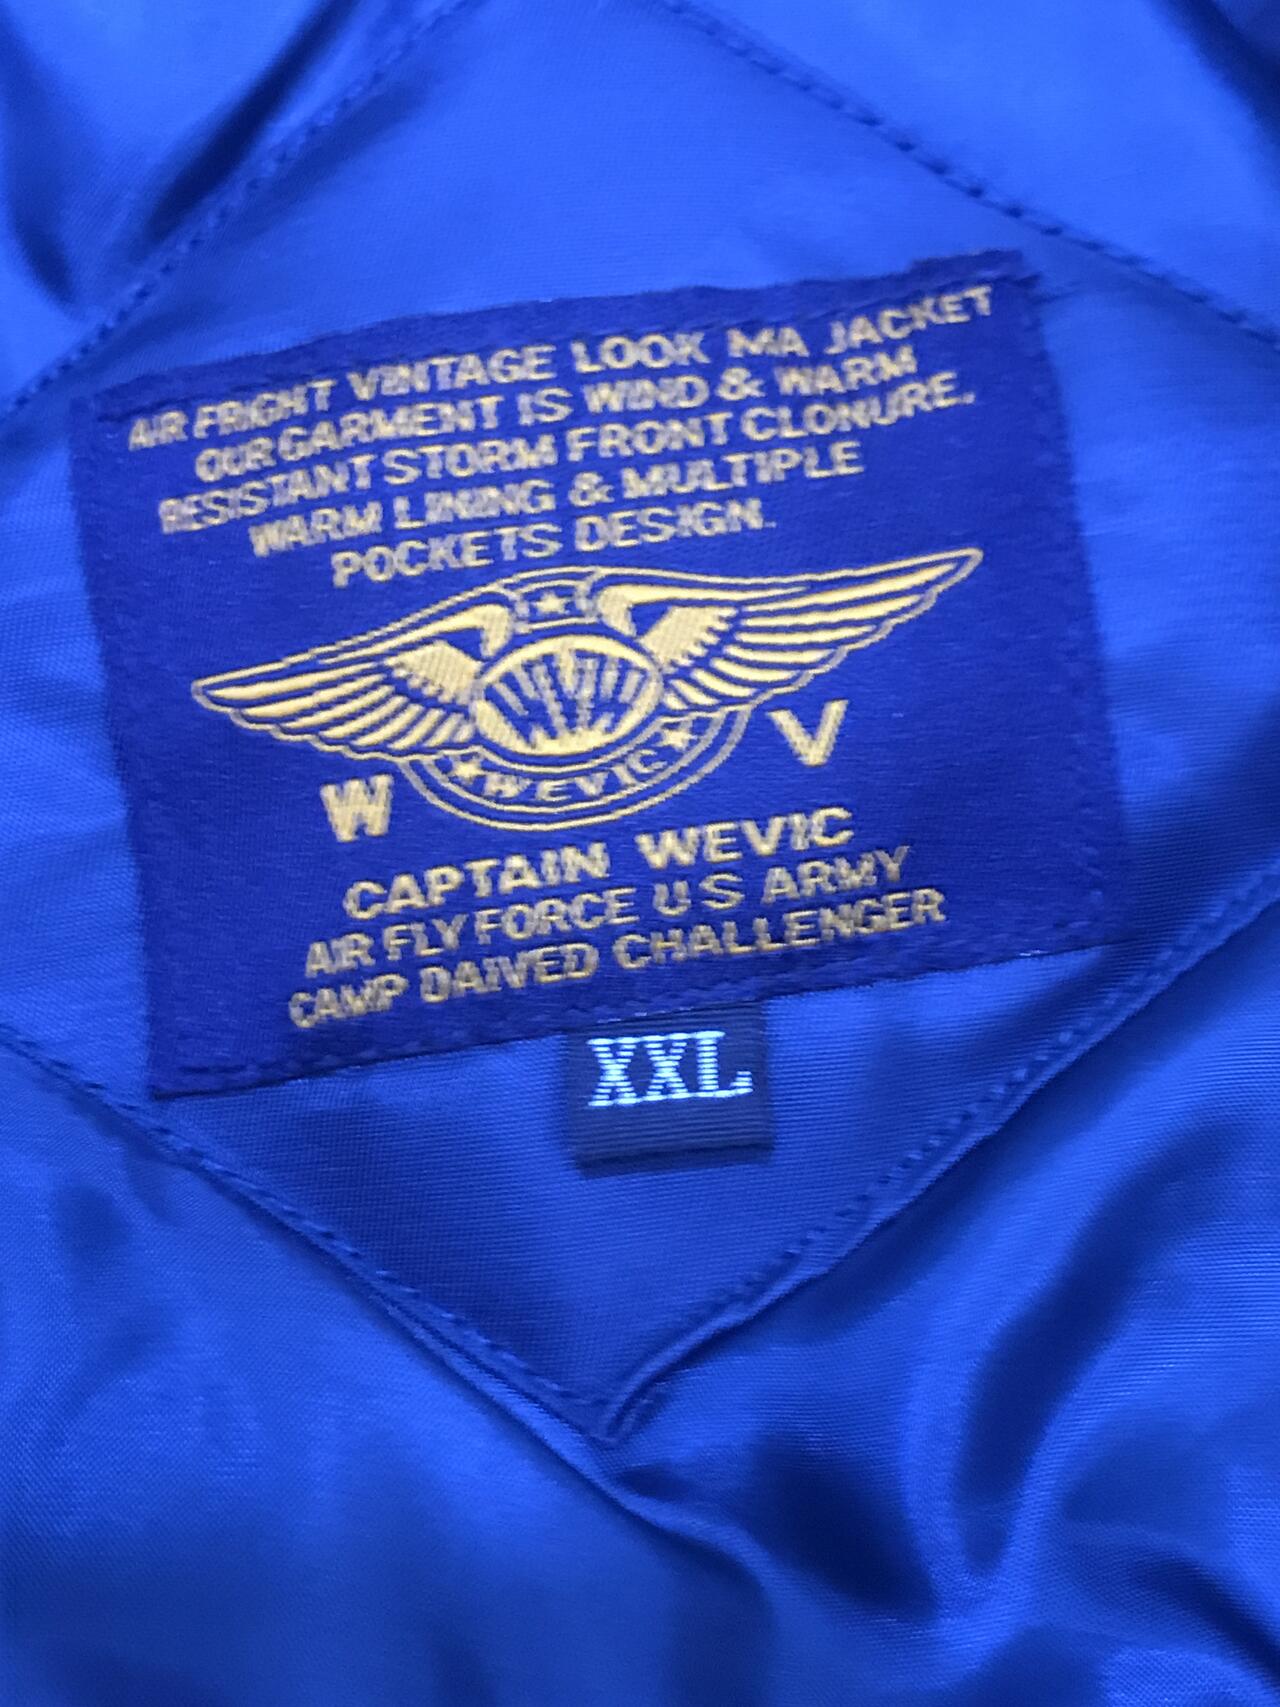 AIR FRIGHT VINTAGE LOOK MA JACKET
OUR GARMENT IS WIND & WARM
RESISTANT STORM FRONT CLONURE.
WARM LINING & MULTIPLE
POCKETS DESIGN.
W V
WEVIC
CAPTAIN WEVIC
AIR FLY FORCE U S ARMY
CAMP DAIVED CHALLENGER
XXL